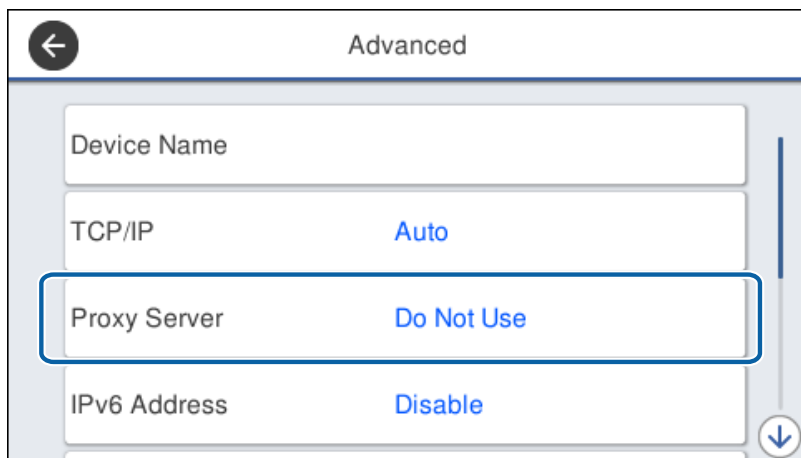 Advanced
Device Name
TCP/IP Auto
Proxy Server Do Not Use
IPv6 Address Disable